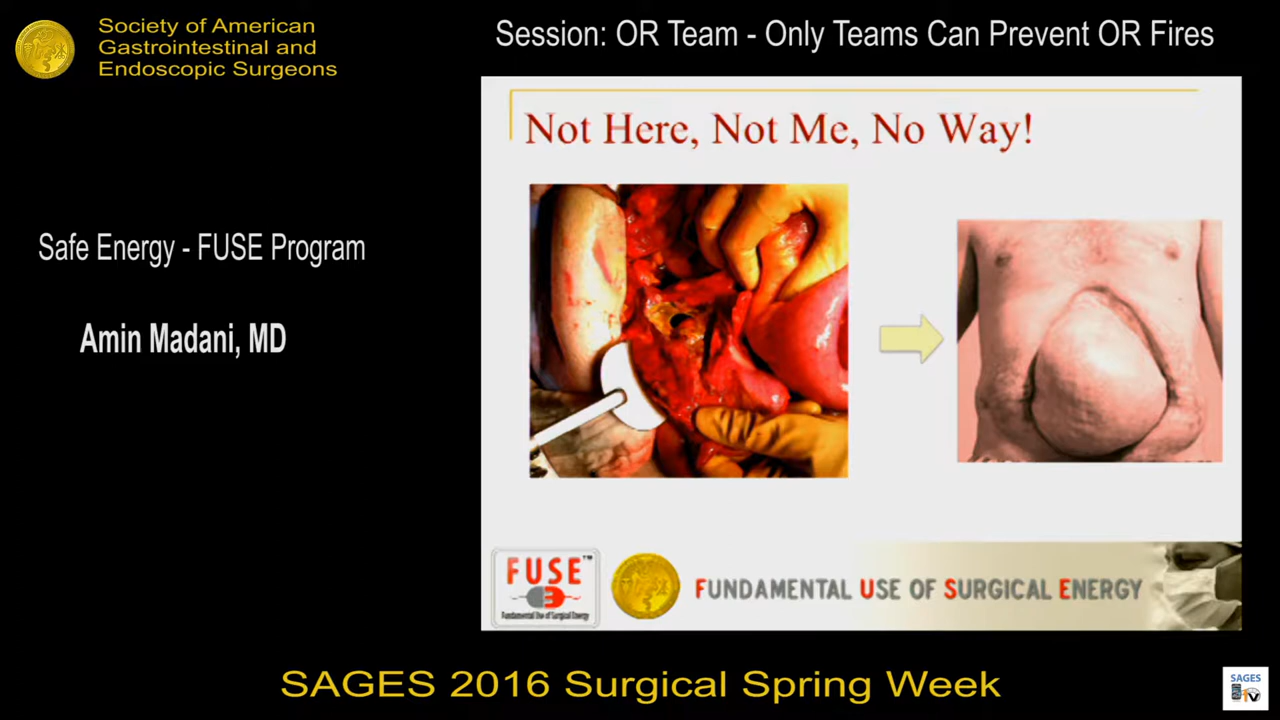 Society of American
Gastrointestinal and
Endoscopic Surgeons
Session: OR Team - Only Teams Can Prevent OR Fires
Not Here, Not Me, No Way!
Safe Energy - FUSE Program
Amin Madani, MD
FUSE™
Fundamental Use of Surgical Energy
FUNDAMENTAL USE OF SURGICAL ENERGY
SAGES 2016 Surgical Spring Week
SAGES
TV